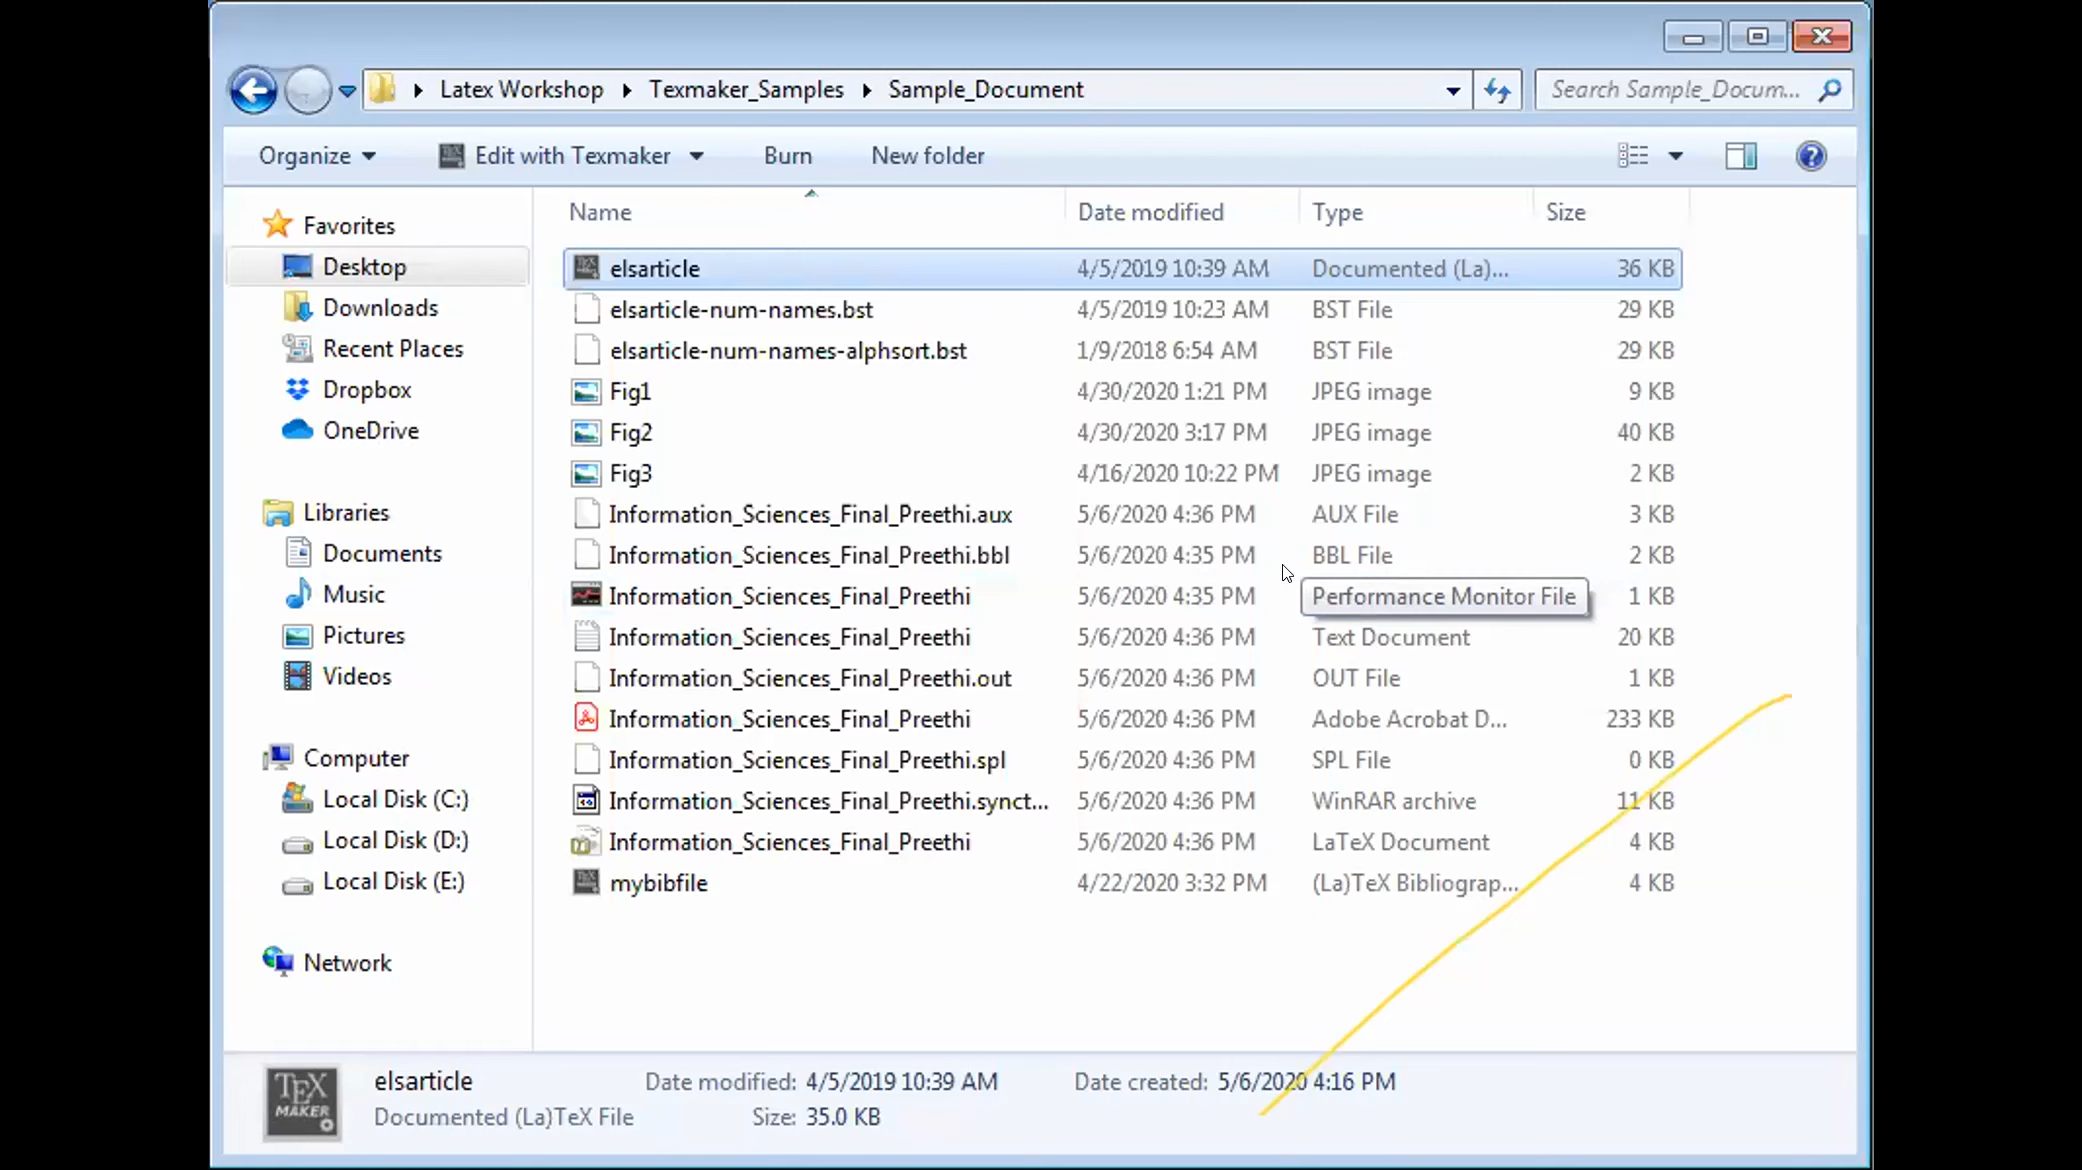 Latex Workshop Texmaker_Samples Sample_Document Search Sample_Docum...
Organize Edit with Texmaker Burn New folder
Name Date modified Type Size
Favorites
Desktop
Downloads
Recent Places
Dropbox
OneDrive
Libraries
Documents
Music
Pictures
Videos
Computer
Local Disk (C:)
Local Disk (D:)
Local Disk (E:)
Network
elsarticle 4/5/2019 10:39 AM Documented (La)... 36 KB
elsarticle-num-names.bst 4/5/2019 10:23 AM BST File 29 KB
elsarticle-num-names-alphsort.bst 1/9/2018 6:54 AM BST File 29 KB
Fig1 4/30/2020 1:21 PM JPEG image 9 KB
Fig2 4/30/2020 3:17 PM JPEG image 40 KB
Fig3 4/16/2020 10:22 PM JPEG image 2 KB
Information_Sciences_Final_Preethi.aux 5/6/2020 4:36 PM AUX File 3 KB
Information_Sciences_Final_Preethi.bbl 5/6/2020 4:35 PM BBL File 2 KB
Information_Sciences_Final_Preethi 5/6/2020 4:35 PM Performance Monitor File 1 KB
Information_Sciences_Final_Preethi 5/6/2020 4:36 PM Text Document 20 KB
Information_Sciences_Final_Preethi.out 5/6/2020 4:36 PM OUT File 1 KB
Information_Sciences_Final_Preethi 5/6/2020 4:36 PM Adobe Acrobat D... 233 KB
Information_Sciences_Final_Preethi.spl 5/6/2020 4:36 PM SPL File 0 KB
Information_Sciences_Final_Preethi.synct... 5/6/2020 4:36 PM WinRAR archive 11 KB
Information_Sciences_Final_Preethi 5/6/2020 4:36 PM LaTeX Document 4 KB
mybibfile 4/22/2020 3:32 PM (La)TeX Bibliograp... 4 KB
TEX
MAKER
elsarticle Date modified: 4/5/2019 10:39 AM Date created: 5/6/2020 4:16 PM
Documented (La)TeX File Size: 35.0 KB